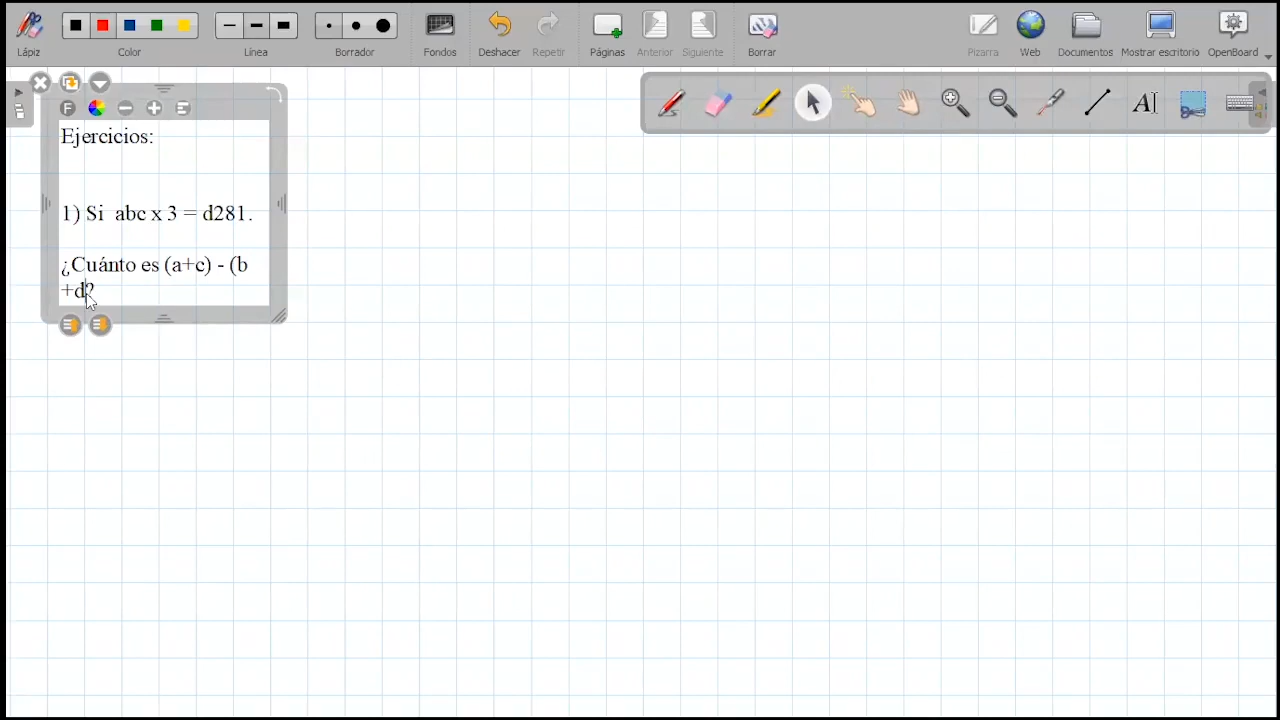 Lápiz
Color
Línea
Borrador
Fondos
Deshacer
Repetir
Páginas
Anterior
Siguiente
Borrar
Pizarra
Web
Documentos
Mostrar escritorio
OpenBoard
F
A
Ejercicios:
1) Si abc x 3 = d281.
¿Cuánto es (a+c) - (b
+d?